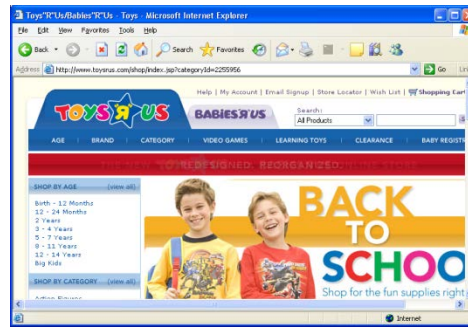 Toys"R"Us/Babies"R"Us - Toys - Microsoft Internet Explorer
File Edit View Favorites Tools Help
Back Search Favorites
Address http://www.toysrus.com/shop/index.jsp?categoryId=2255956 Go
Help | My Account | Email Signup | Store Locator | Wish List | Shopping Cart
TOYS R US
BABIES R US
Search:
All Products
AGE BRAND CATEGORY VIDEO GAMES LEARNING TOYS CLEARANCE BABY REGISTR
REDESIGNED. REORGANIZED
SHOP BY AGE (view all)
Birth - 12 Months
12 - 24 Months
2 Years
3 - 4 Years
5 - 7 Years
8 - 11 Years
12 - 14 Years
Big Kids
SHOP BY CATEGORY (view all)
Action Figures
BACK
TO
SCHOO
Shop for the fun supplies right
Internet